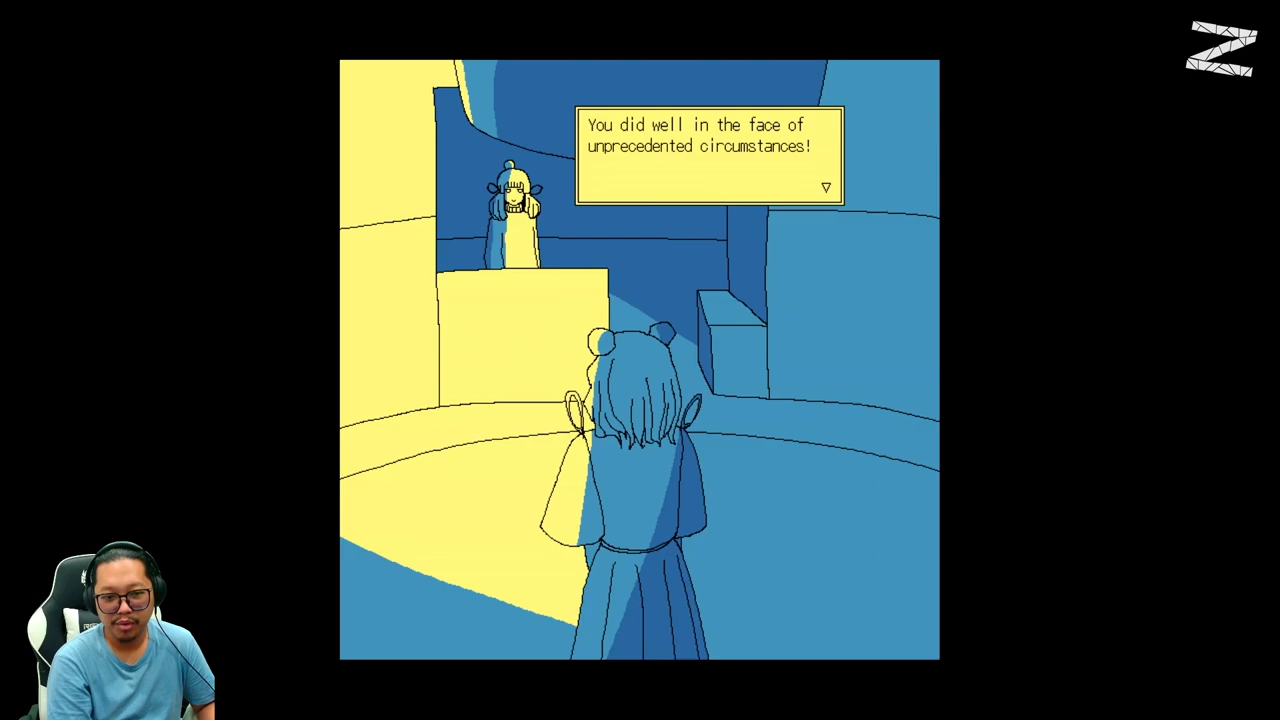 Z
You did well in the face of
unprecedented circumstances!